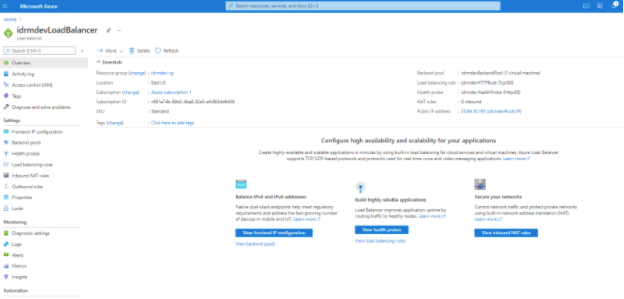 Microsoft Azure
Search resources, services, and docs (G+/)
Home >
idrmdevLoadBalancer
Load balancer
Search (Ctrl+/)
Move
Delete
Refresh
Overview
Activity log
Access control (IAM)
Tags
Diagnose and solve problems
Settings
Frontend IP configuration
Backend pools
Health probes
Load balancing rules
Inbound NAT rules
Outbound rules
Properties
Locks
Monitoring
Diagnostic settings
Logs
Alerts
Metrics
Insights
Automation
Essentials
Resource group (change) : idrmdev-rg
Location : East US
Subscription (change) : Azure subscription 1
Subscription ID
SKU : Standard
Tags (change) : Click here to add tags
Backend pool : idrmdevBackendPool (1 virtual machine)
Load balancing rule : idrmdevHTTPRule (Tcp/80)
Health probe : idrmdevHealthProbe (Http:80)
NAT rules : 0 inbound
Public IP address :
Configure high availability and scalability for your applications
Create highly-available and scalable applications in minutes by using built-in load balancing for cloud services and virtual machines. Azure Load Balancer
supports TCP/UDP-based protocols and protocols used for real-time voice and video messaging applications. Learn more
Balance IPv4 and IPv6 addresses
Native dual-stack endpoints help meet regulatory
requirements and address the fast-growing number
of devices in mobile and IoT. Learn more
View frontend IP configuration
View backend pools
Build highly reliable applications
Load Balancer improves application uptime by
routing traffic to healthy nodes. Learn more
View health probes
View load balancing rules
Secure your networks
Control network traffic and protect private networks
using built-in network address translation (NAT).
Learn more
View inbound NAT rules